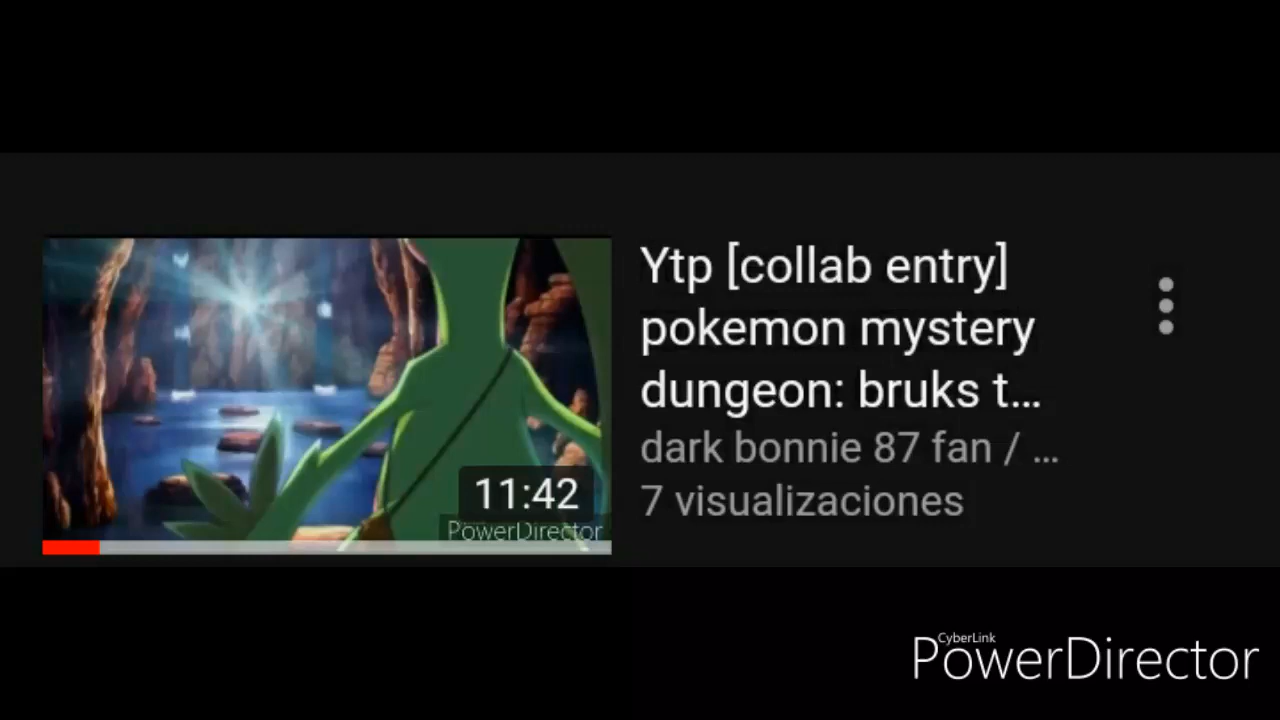 Ytp [collab entry]
pokemon mystery
dungeon: bruks t...
dark bonnie 87 fan / ...
7 visualizaciones
11:42
PowerDirector
CyberLink
PowerDirector